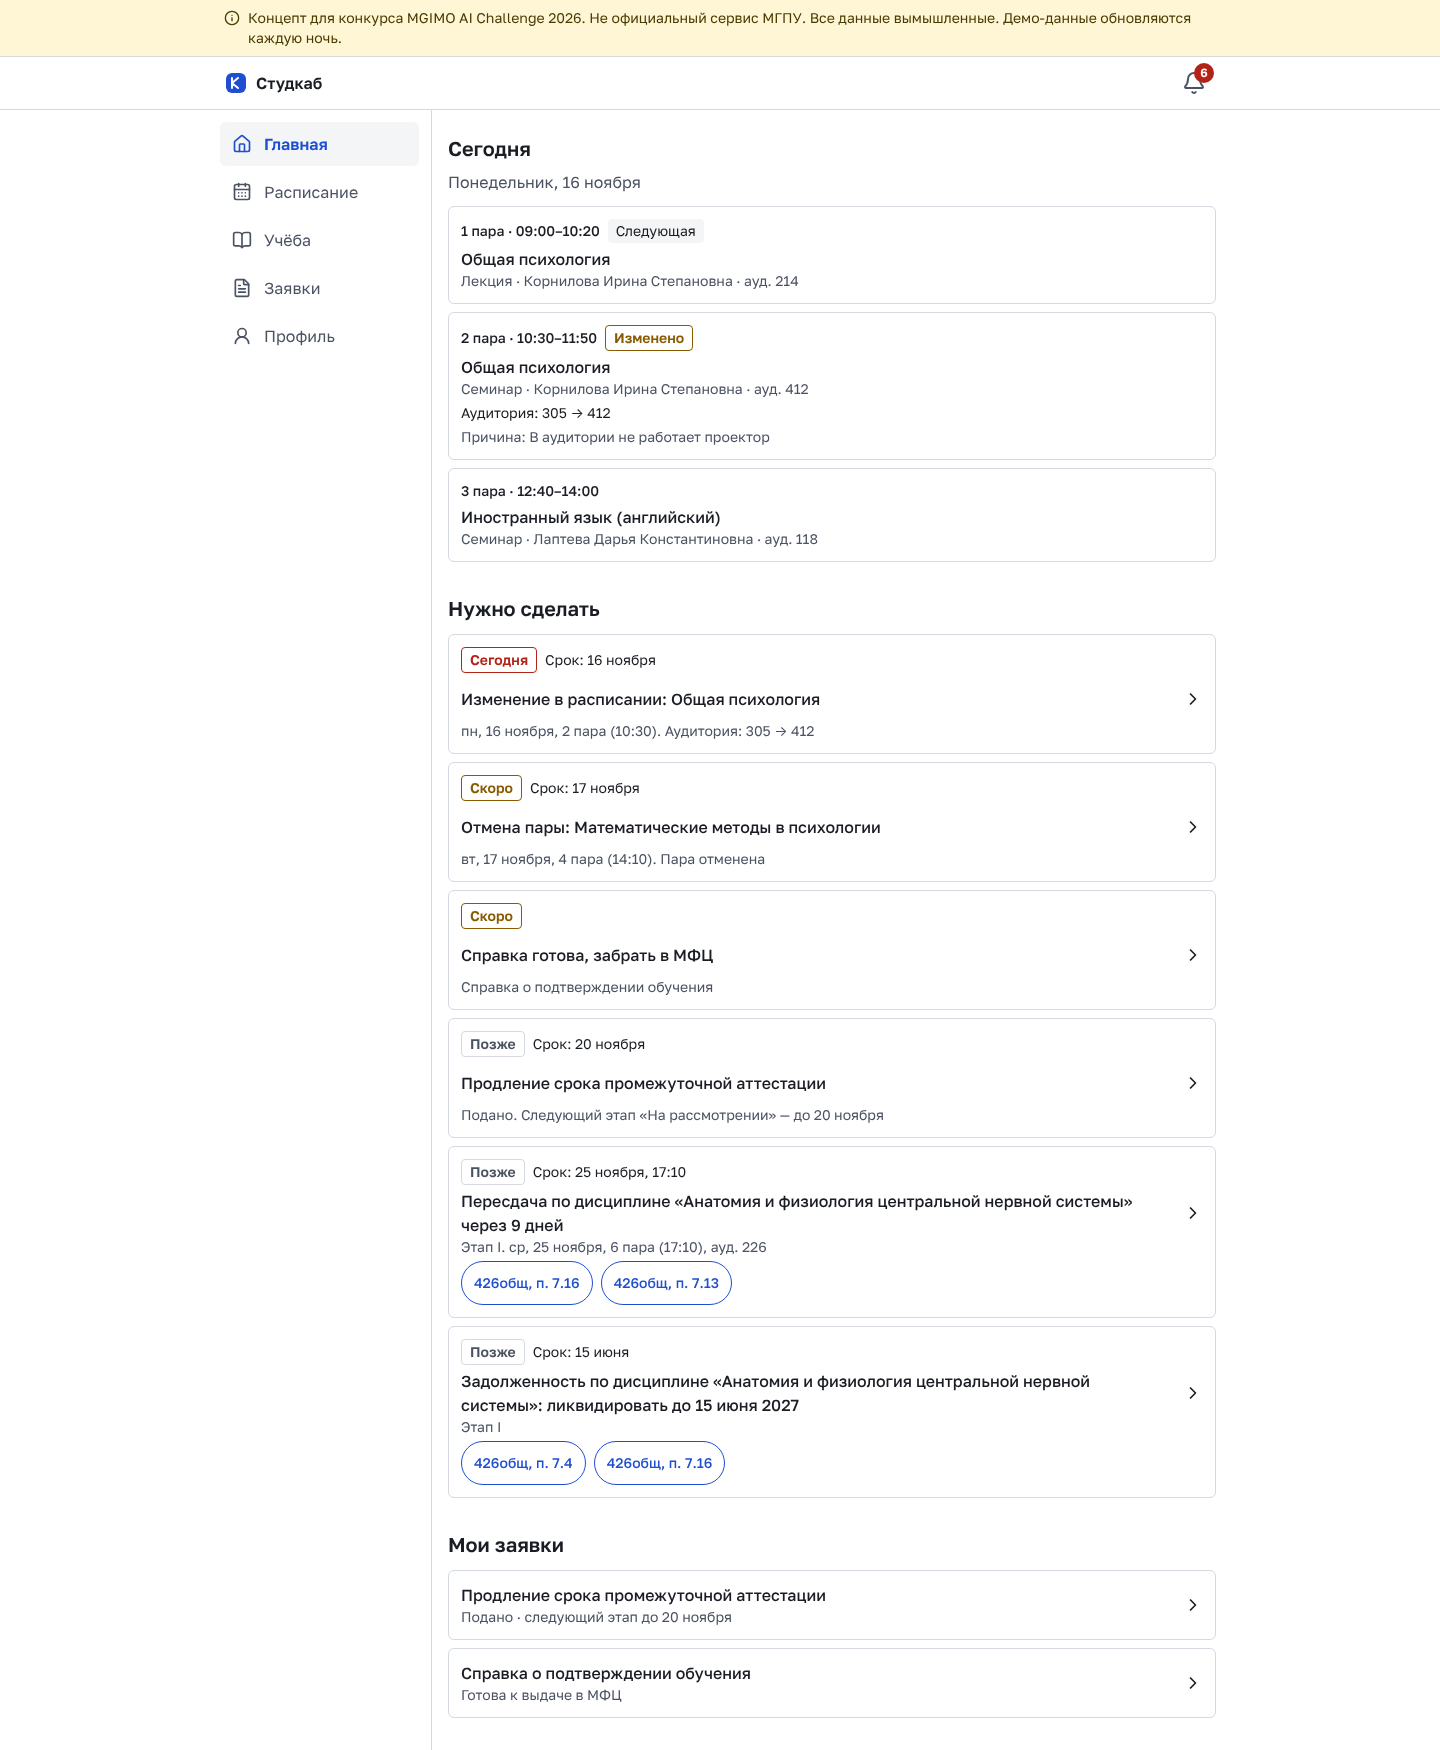 Концепт для конкурса MGIMO AI Challenge 2026. Не официальный сервис МГПУ. Все данные вымышленные. Демо-данные обновляются
каждую ночь.
Студкаб
6
Главная
Расписание
Учёба
Заявки
Профиль
Сегодня
Понедельник, 16 ноября
1 пара · 09:00–10:20 Следующая
Общая психология
Лекция · Корнилова Ирина Степановна · ауд. 214
2 пара · 10:30–11:50 Изменено
Общая психология
Семинар · Корнилова Ирина Степановна · ауд. 412
Аудитория: 305 → 412
Причина: В аудитории не работает проектор
3 пара · 12:40–14:00
Иностранный язык (английский)
Семинар · Лаптева Дарья Константиновна · ауд. 118
Нужно сделать
Сегодня Срок: 16 ноября
Изменение в расписании: Общая психология
пн, 16 ноября, 2 пара (10:30). Аудитория: 305 → 412
Скоро Срок: 17 ноября
Отмена пары: Математические методы в психологии
вт, 17 ноября, 4 пара (14:10). Пара отменена
Скоро
Справка готова, забрать в МФЦ
Справка о подтверждении обучения
Позже Срок: 20 ноября
Продление срока промежуточной аттестации
Подано. Следующий этап «На рассмотрении» — до 20 ноября
Позже Срок: 25 ноября, 17:10
Пересдача по дисциплине «Анатомия и физиология центральной нервной системы»
через 9 дней
Этап I. ср, 25 ноября, 6 пара (17:10), ауд. 226
426общ, п. 7.16 426общ, п. 7.13
Позже Срок: 15 июня
Задолженность по дисциплине «Анатомия и физиология центральной нервной
системы»: ликвидировать до 15 июня 2027
Этап I
426общ, п. 7.4 426общ, п. 7.16
Мои заявки
Продление срока промежуточной аттестации
Подано · следующий этап до 20 ноября
Справка о подтверждении обучения
Готова к выдаче в МФЦ